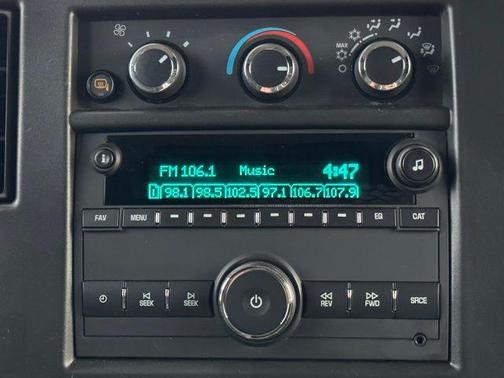 MAX
FM 106.1 Music 4:47
1 98.1 98.5 102.5 97.1 106.7 107.9
FAV MENU EQ CAT
SEEK SEEK REV FWD SRCE